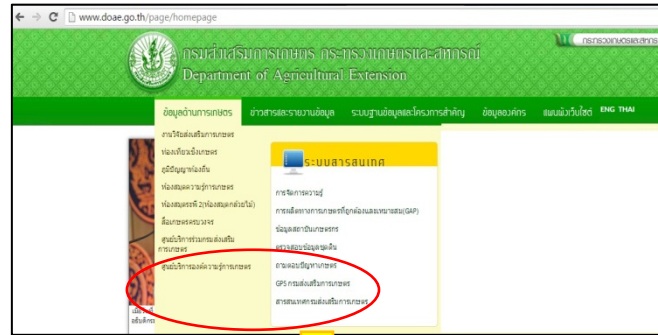 www.doae.go.th/page/homepage
กรมส่งเสริมการเกษตร กระทรวงเกษตรและสหกรณ์
Department of Agricultural Extension
กระทรวงเกษตรและสหกร
ข้อมูลด้านการเกษตร ข่าวสารและรายงานข้อมูล ระบบฐานข้อมูลและโครงการสำคัญ ข้อมูลองค์กร แผนผังเว็บไซต์ ENG THAI
งานวิจัยส่งเสริมการเกษตร
ท่องเที่ยวเชิงเกษตร
ภูมิปัญญาท้องถิ่น
ห้องสมุดความรู้การเกษตร
ห้องสมุดระพี 2(ห้องสมุดกล้วยไม้)
สื่อเกษตรครบวงจร
ศูนย์บริการร่วมกรมส่งเสริม
การเกษตร
ศูนย์บริการองค์ความรู้การเกษตร
ระบบสารสนเทศ
การจัดการความรู้
การผลิตทางการเกษตรที่ถูกต้องและเหมาะสม(GAP)
ข้อมูลสถาบันเกษตรกร
ตรวจสอบข้อมูลชุดดิน
ถามตอบปัญหาเกษตร
GPS กรมส่งเสริมการเกษตร
สารสนเทศกรมส่งเสริมการเกษตร